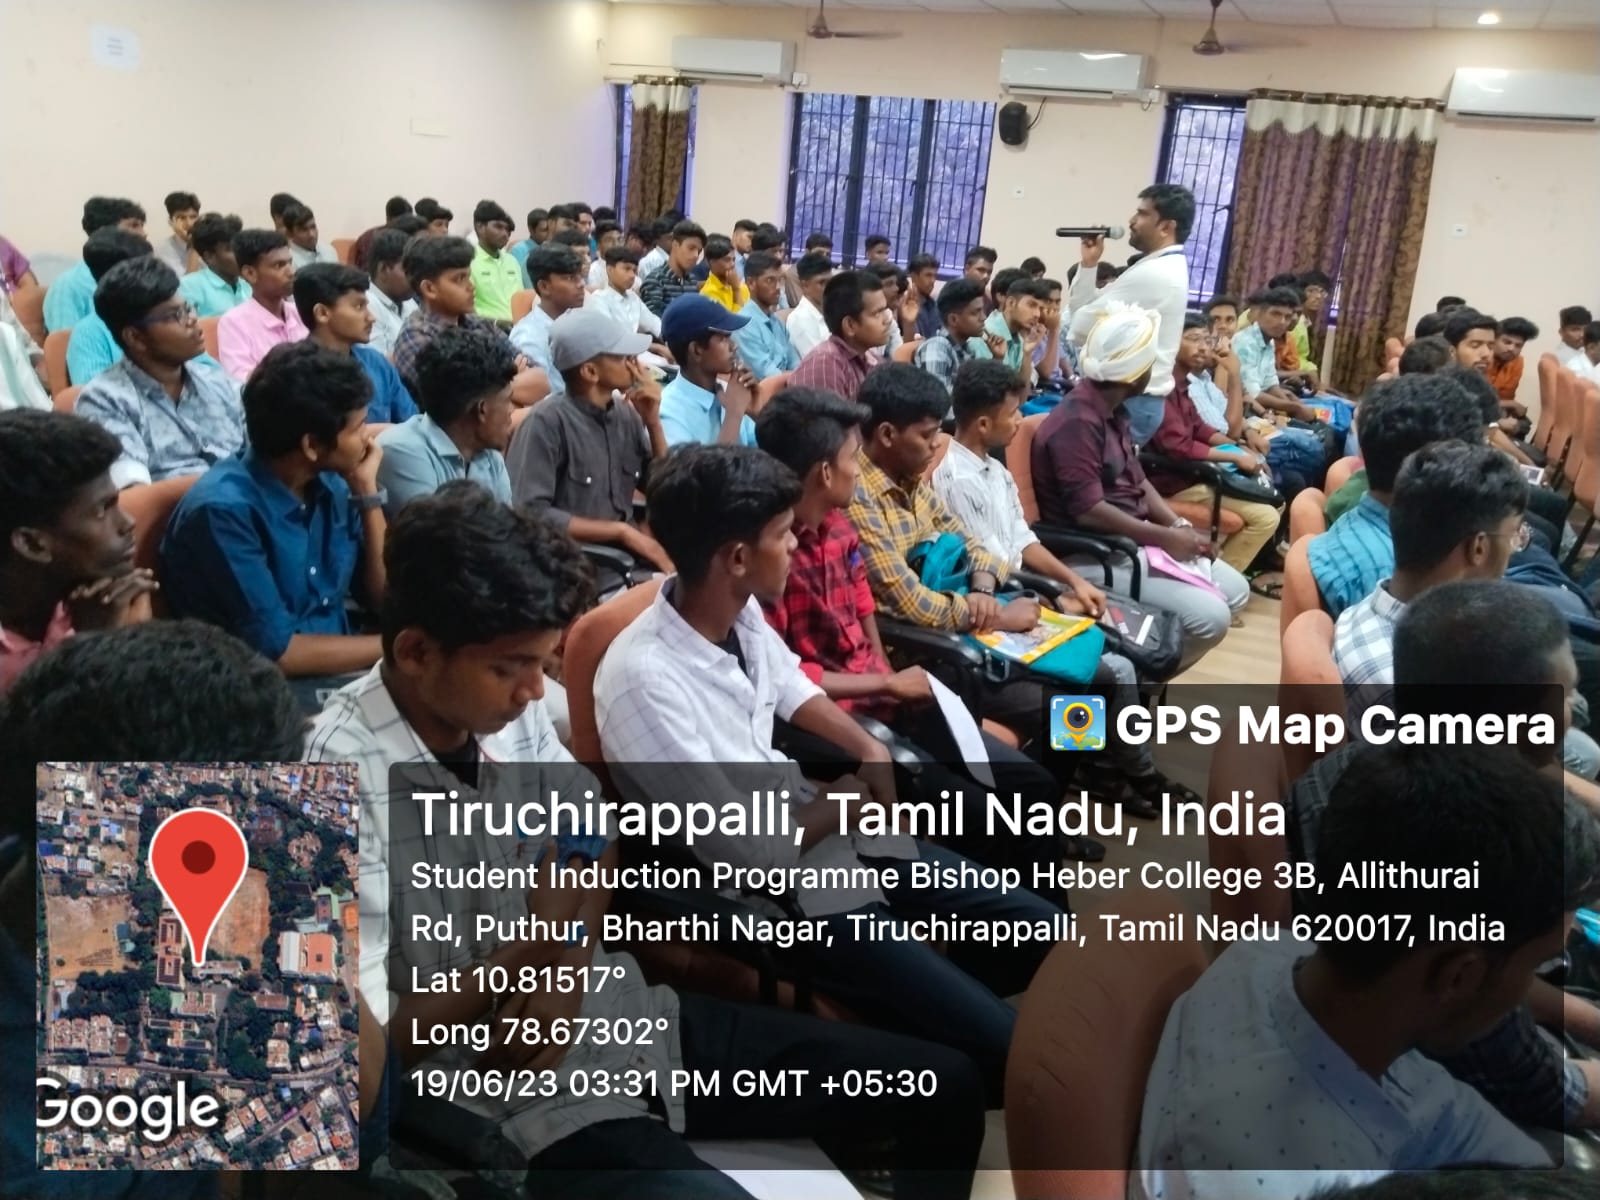 GPS Map Camera
Tiruchirappalli, Tamil Nadu, India
Student Induction Programme Bishop Heber College 3B, Allithurai
Rd, Puthur, Bharthi Nagar, Tiruchirappalli, Tamil Nadu 620017, India
Lat 10.81517°
Long 78.67302°
19/06/23 03:31 PM GMT +05:30
Google